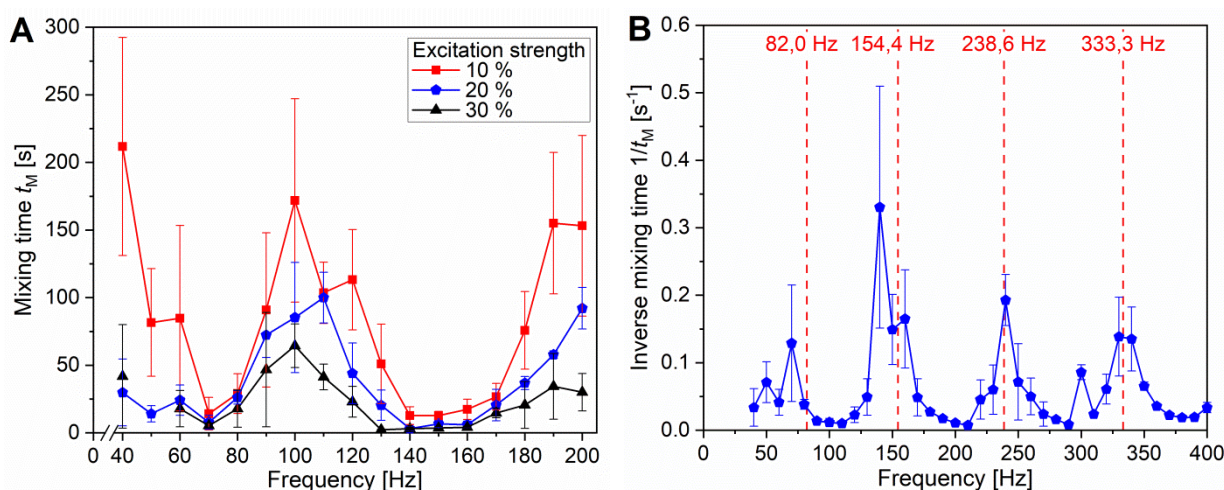 A
Mixing time tM [s]
300
250
200
150
100
50
0
Excitation strength
10 %
20 %
30 %
0 40 60 80 100 120 140 160 180 200
Frequency [Hz]
B
Inverse mixing time 1/tM [s-1]
0.6
0.5
0.4
0.3
0.2
0.1
0.0
82,0 Hz 154,4 Hz 238,6 Hz 333,3 Hz
0 50 100 150 200 250 300 350 400
Frequency [Hz]